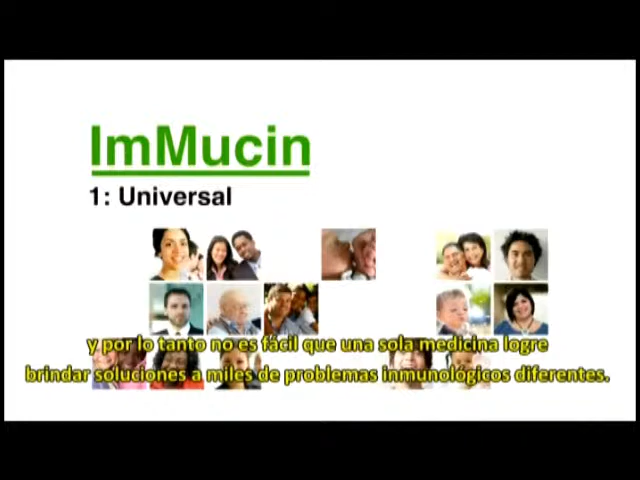 ImMucin
1: Universal
y por lo tanto no es fácil que una sola medicina logre
brindar soluciones a miles de problemas inmunológicos diferentes.